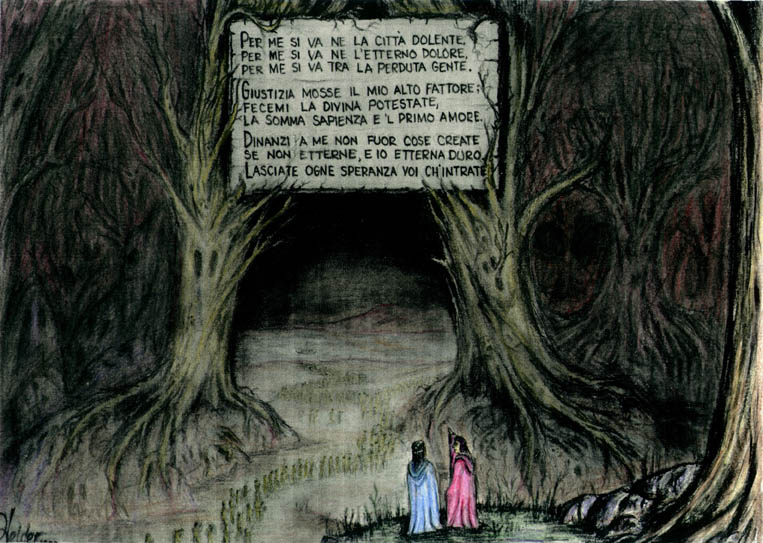 PER ME SI VA NE LA CITTÀ DOLENTE,
PER ME SI VA NE L'ETTERNO DOLORE,
PER ME SI VA TRA LA PERDUTA GENTE.
GIUSTIZIA MOSSE IL MIO ALTO FATTORE;
FECEMI LA DIVINA POTESTATE,
LA SOMMA SAPIENZA E 'L PRIMO AMORE.
DINANZI A ME NON FUOR COSE CREATE
SE NON ETTERNE, E IO ETTERNA DURO.
LASCIATE OGNE SPERANZA VOI CH'INTRATE